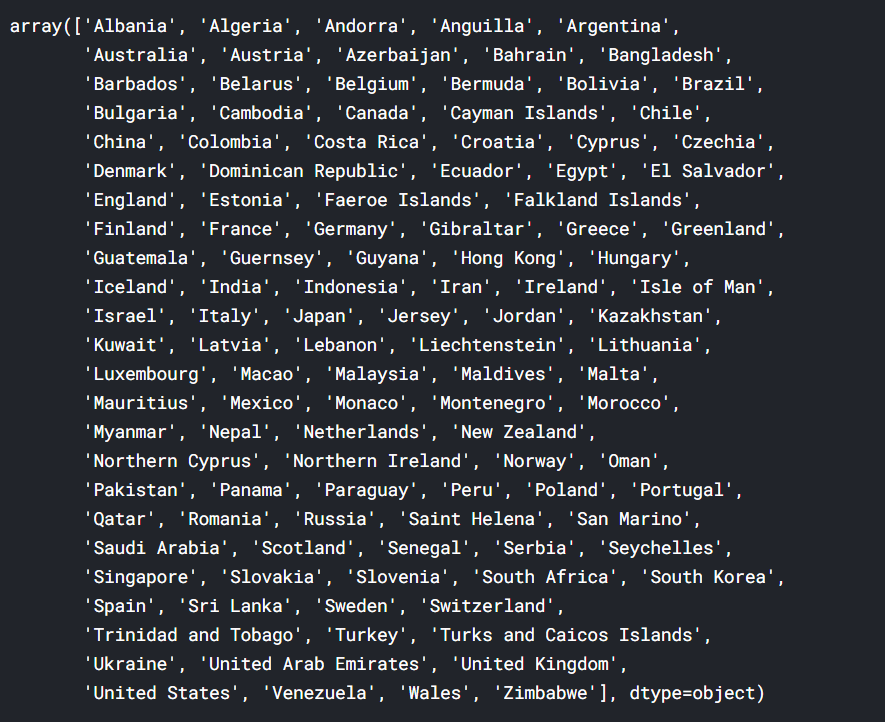 array(['Albania', 'Algeria', 'Andorra', 'Anguilla', 'Argentina',
'Australia', 'Austria', 'Azerbaijan', 'Bahrain', 'Bangladesh',
'Barbados', 'Belarus', 'Belgium', 'Bermuda', 'Bolivia', 'Brazil',
'Bulgaria', 'Cambodia', 'Canada', 'Cayman Islands', 'Chile',
'China', 'Colombia', 'Costa Rica', 'Croatia', 'Cyprus', 'Czechia',
'Denmark', 'Dominican Republic', 'Ecuador', 'Egypt', 'El Salvador',
'England', 'Estonia', 'Faeroe Islands', 'Falkland Islands',
'Finland', 'France', 'Germany', 'Gibraltar', 'Greece', 'Greenland',
'Guatemala', 'Guernsey', 'Guyana', 'Hong Kong', 'Hungary',
'Iceland', 'India', 'Indonesia', 'Iran', 'Ireland', 'Isle of Man',
'Israel', 'Italy', 'Japan', 'Jersey', 'Jordan', 'Kazakhstan',
'Kuwait', 'Latvia', 'Lebanon', 'Liechtenstein', 'Lithuania',
'Luxembourg', 'Macao', 'Malaysia', 'Maldives', 'Malta',
'Mauritius', 'Mexico', 'Monaco', 'Montenegro', 'Morocco',
'Myanmar', 'Nepal', 'Netherlands', 'New Zealand',
'Northern Cyprus', 'Northern Ireland', 'Norway', 'Oman',
'Pakistan', 'Panama', 'Paraguay', 'Peru', 'Poland', 'Portugal',
'Qatar', 'Romania', 'Russia', 'Saint Helena', 'San Marino',
'Saudi Arabia', 'Scotland', 'Senegal', 'Serbia', 'Seychelles',
'Singapore', 'Slovakia', 'Slovenia', 'South Africa', 'South Korea',
'Spain', 'Sri Lanka', 'Sweden', 'Switzerland',
'Trinidad and Tobago', 'Turkey', 'Turks and Caicos Islands',
'Ukraine', 'United Arab Emirates', 'United Kingdom',
'United States', 'Venezuela', 'Wales', 'Zimbabwe'], dtype=object)